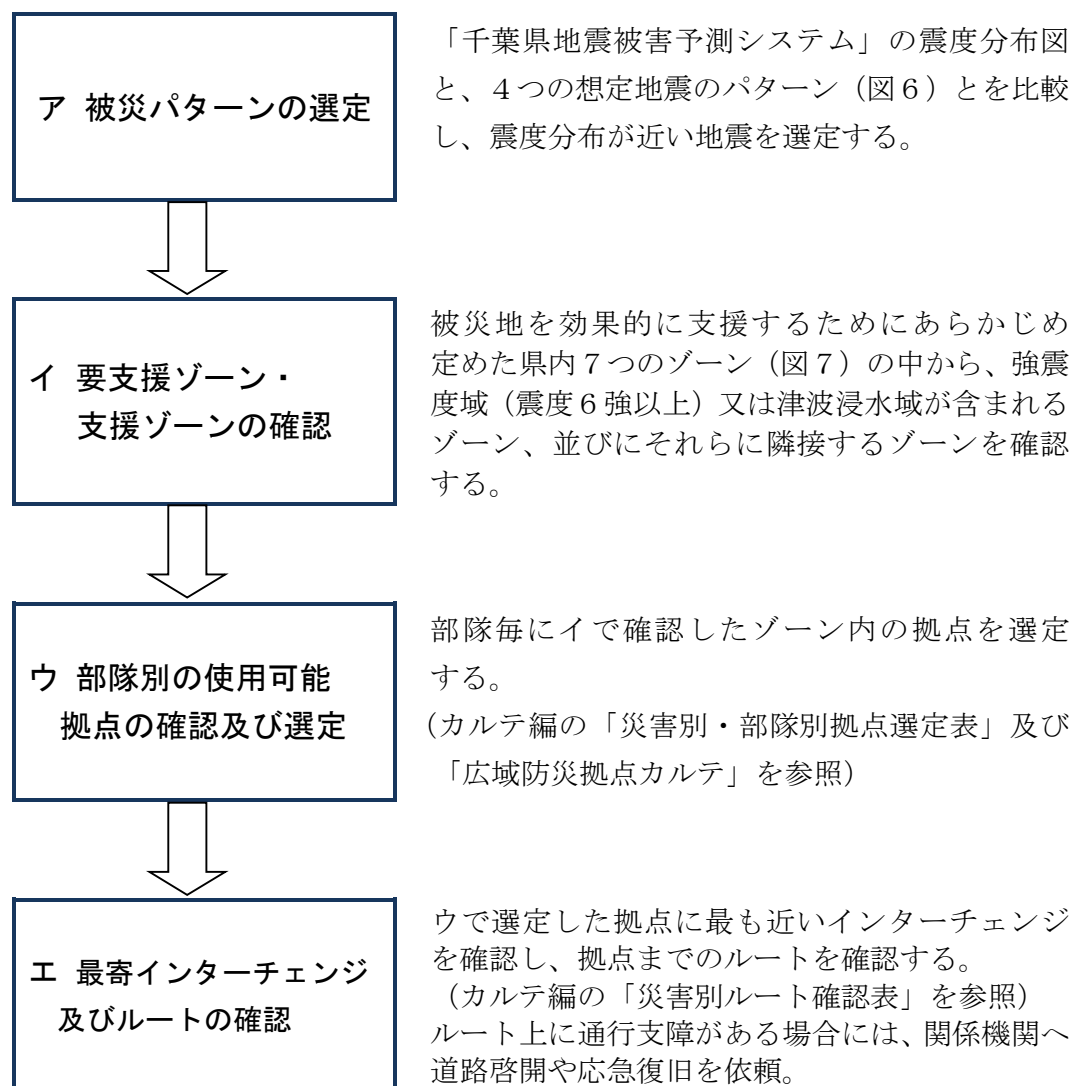 ア 被災パターンの選定
「千葉県地震被害予測システム」の震度分布図
と、４つの想定地震のパターン（図６）とを比較
し、震度分布が近い地震を選定する。
イ 要支援ゾーン・
支援ゾーンの確認
被災地を効果的に支援するためにあらかじめ
定めた県内７つのゾーン（図７）の中から、強震
度域（震度６強以上）又は津波浸水域が含まれる
ゾーン、並びにそれらに隣接するゾーンを確認
する。
ウ 部隊別の使用可能
拠点の確認及び選定
部隊毎にイで確認したゾーン内の拠点を選定
する。
（カルテ編の「災害別・部隊別拠点選定表」及び
「広域防災拠点カルテ」を参照）
エ 最寄インターチェンジ
及びルートの確認
ウで選定した拠点に最も近いインターチェンジ
を確認し、拠点までのルートを確認する。
（カルテ編の「災害別ルート確認表」を参照）
ルート上に通行支障がある場合には、関係機関へ
道路啓開や応急復旧を依頼。